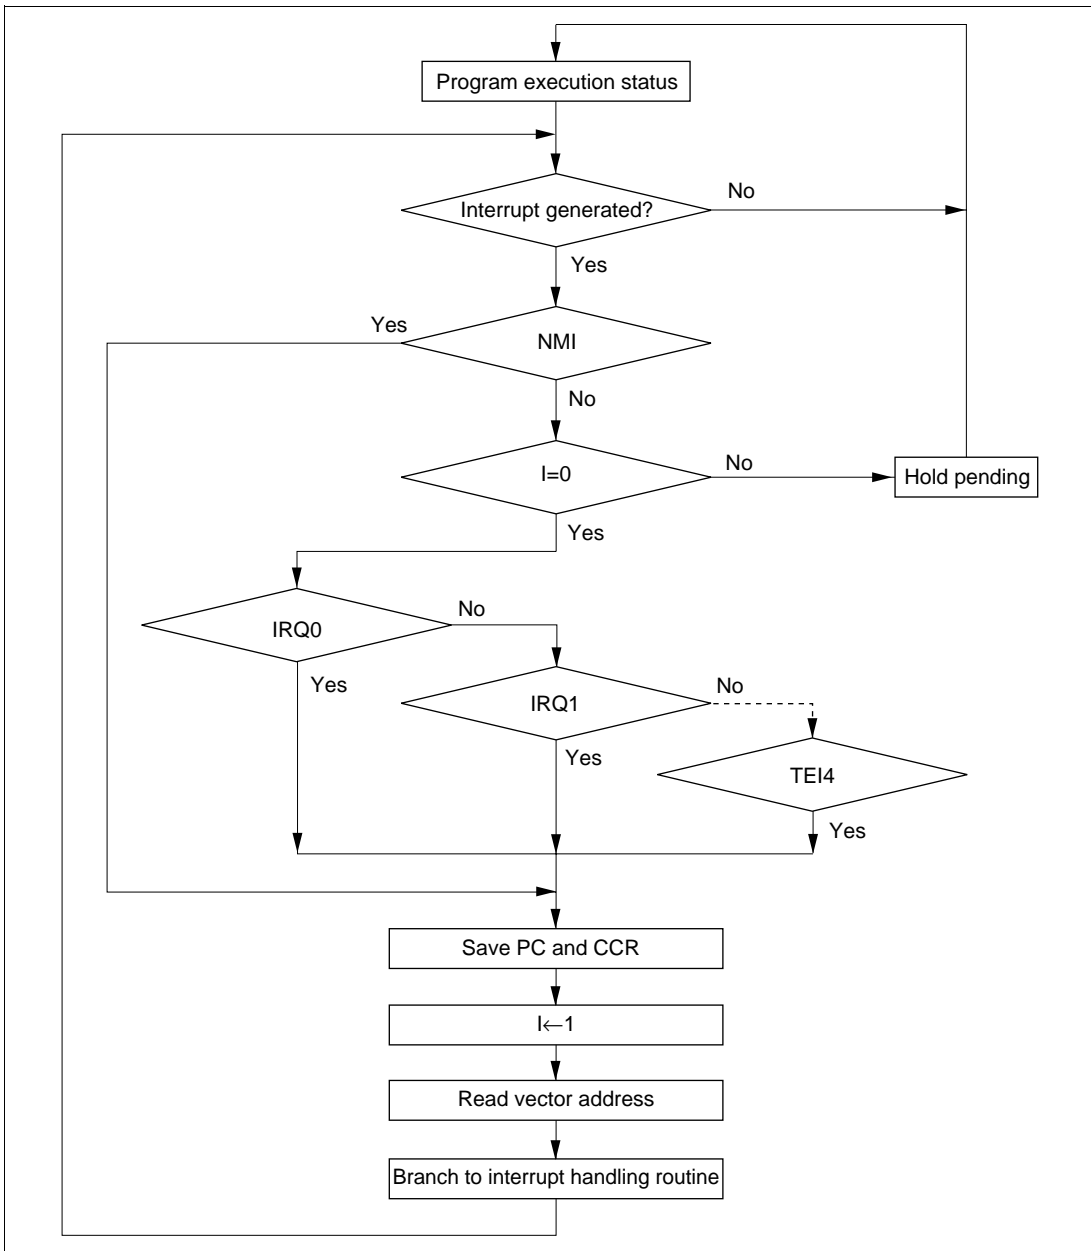 Program execution status
Interrupt generated?
No
Yes
Yes
NMI
No
I=0
No
Hold pending
Yes
IRQ0
No
Yes
IRQ1
No
Yes
TEI4
Yes
Save PC and CCR
I←1
Read vector address
Branch to interrupt handling routine